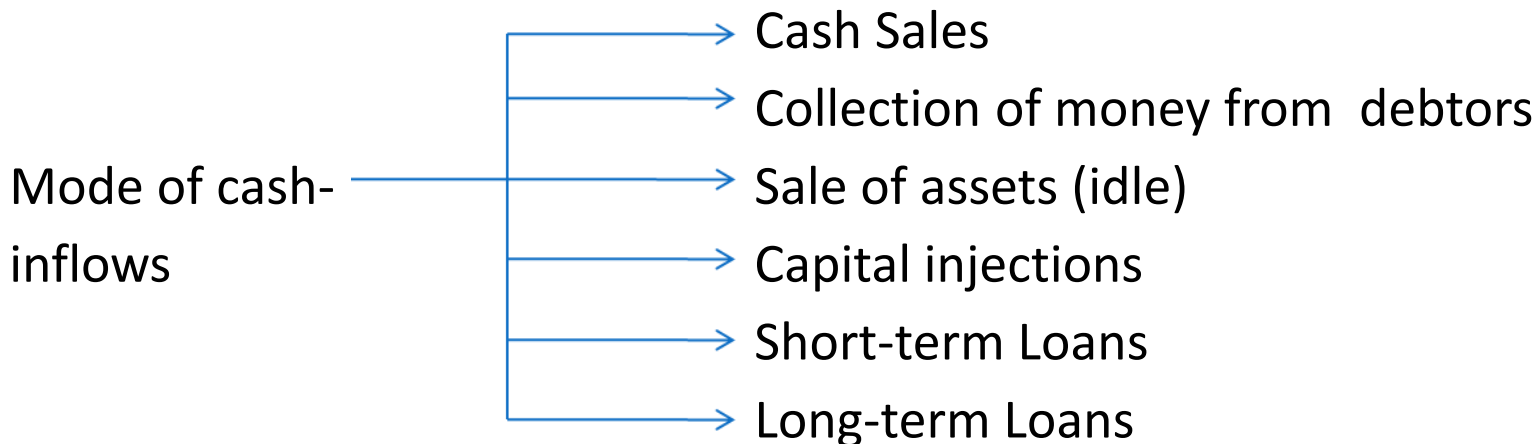 Cash Sales
Collection of money from  debtors
Mode of cash-
inflows
Sale of assets (idle)
Capital injections
Short-term Loans
Long-term Loans